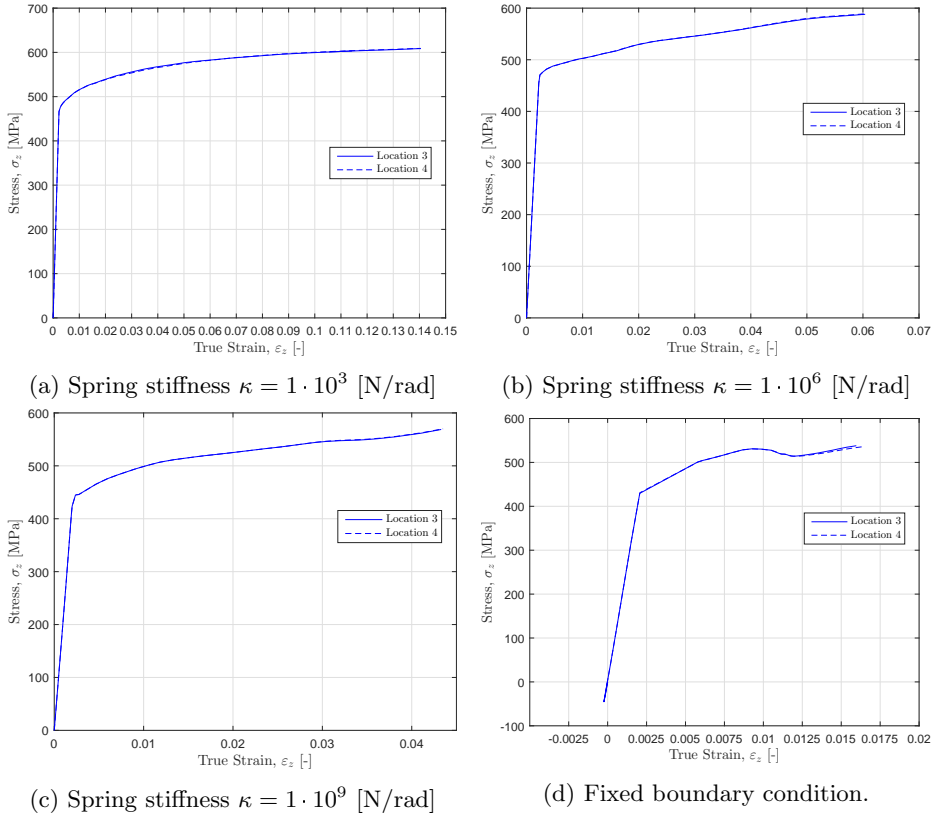 700
600
500
400
300
200
100
0
Stress, σz [MPa]
Location 3
Location 4
0 0.01 0.02 0.03 0.04 0.05 0.06 0.07 0.08 0.09 0.1 0.11 0.12 0.13 0.14 0.15
True Strain, εz [-]
(a) Spring stiffness κ = 1 · 10³ [N/rad]
600
500
400
300
200
100
0
Stress, σz [MPa]
Location 3
Location 4
0 0.01 0.02 0.03 0.04 0.05 0.06 0.07
True Strain, εz [-]
(b) Spring stiffness κ = 1 · 10⁶ [N/rad]
600
500
400
300
200
100
0
Stress, σz [MPa]
Location 3
Location 4
0 0.01 0.02 0.03 0.04
True Strain, εz [-]
(c) Spring stiffness κ = 1 · 10⁹ [N/rad]
600
500
400
300
200
100
0
-100
Stress, σz [MPa]
Location 3
Location 4
-0.0025 0 0.0025 0.005 0.0075 0.01 0.0125 0.015 0.0175 0.02
True Strain, εz [-]
(d) Fixed boundary condition.